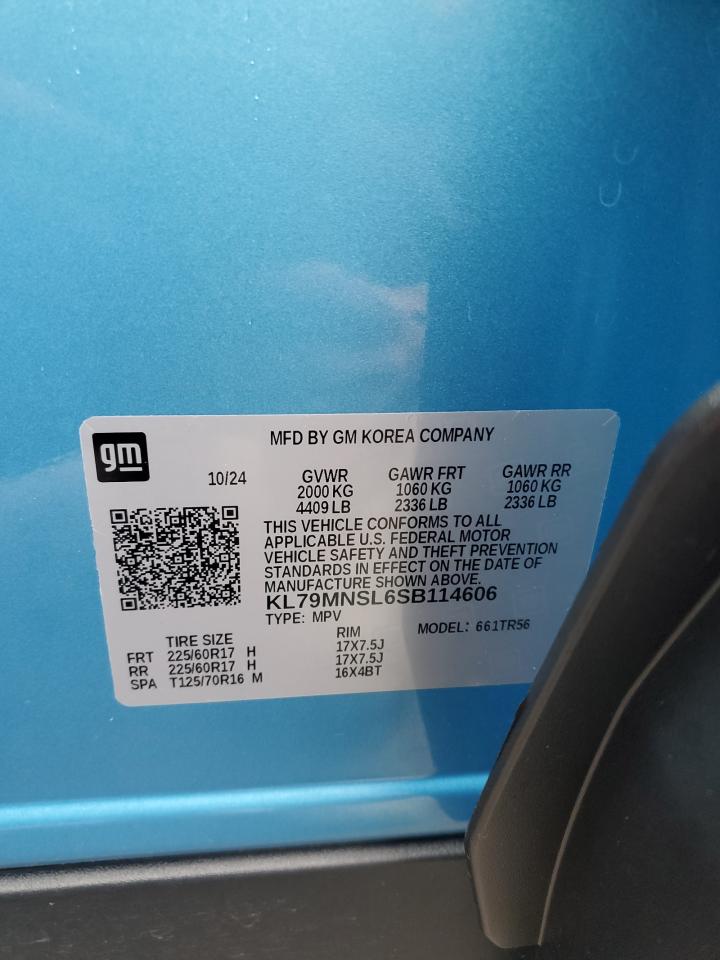 gm
MFD BY GM KOREA COMPANY
10/24
GVWR GAWR FRT GAWR RR
2000 KG 1060 KG 1060 KG
4409 LB 2336 LB 2336 LB
THIS VEHICLE CONFORMS TO ALL
APPLICABLE U.S. FEDERAL MOTOR
VEHICLE SAFETY AND THEFT PREVENTION
STANDARDS IN EFFECT ON THE DATE OF
MANUFACTURE SHOWN ABOVE.
KL79MNSL6SB114606
TYPE: MPV MODEL: 661TR56
TIRE SIZE RIM
FRT 225/60R17 H 17X7.5J
RR 225/60R17 H 17X7.5J
SPA T125/70R16 M 16X4BT